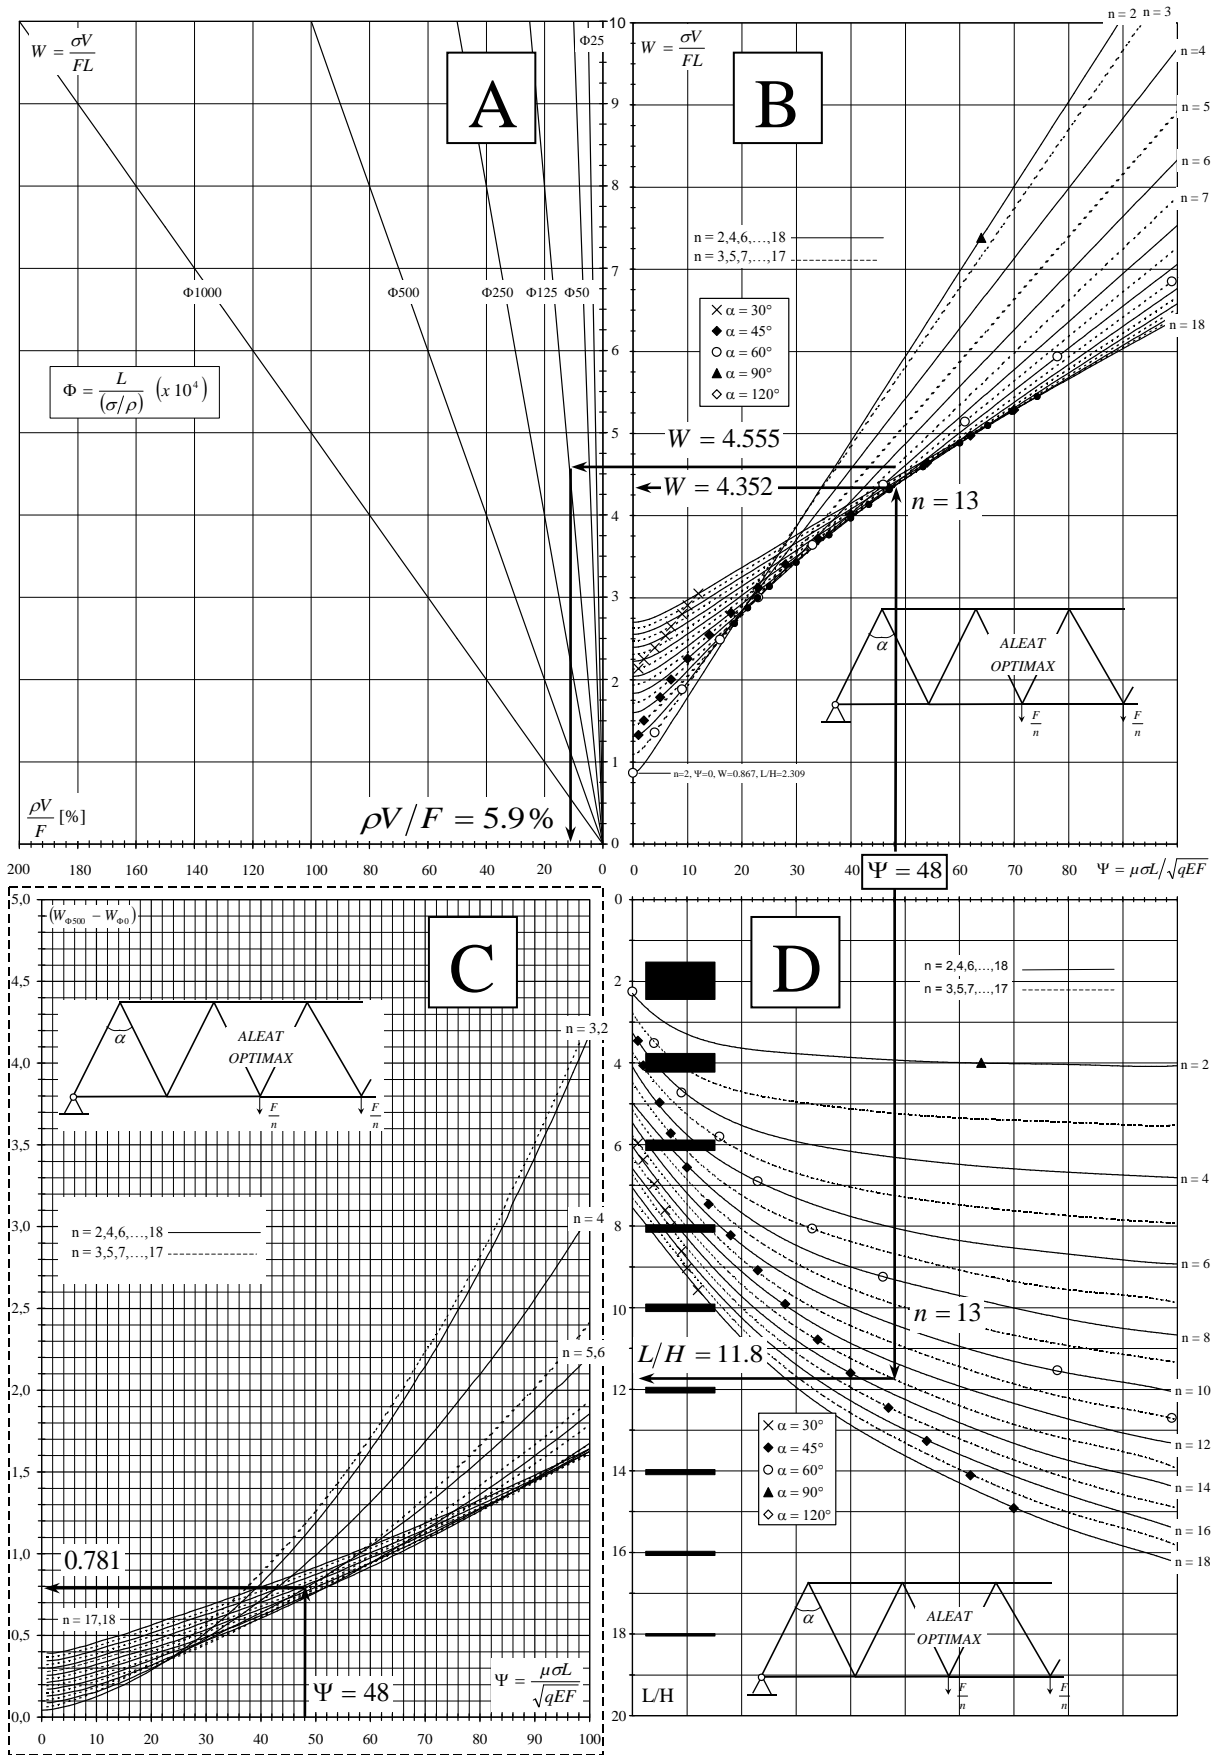 W = σV/FL
A
Φ25
Φ1000
Φ500
Φ250
Φ125
Φ50
Φ = L/(σ/ρ) (x 10⁴)
ρV/F [%]
ρV/F = 5.9%
200 180 160 140 120 100 80 60 40 20 0
10
9
8
7
6
5
4
3
2
1
0
W = σV/FL
B
n = 2
n = 3
n =4
n = 5
n = 6
n = 7
n = 18
n = 2,4,6,…,18
n = 3,5,7,…,17
α = 30°
α = 45°
α = 60°
α = 90°
α = 120°
W = 4.555
W = 4.352
n = 13
α
ALEAT
OPTIMAX
F/n
F/n
n=2, Ψ=0, W=0.867, L/H=2.309
0 10 20 30 40 60 70 80
Ψ = 48
Ψ = μσL/√qEF
5,0
4,5
4,0
3,5
3,0
2,5
2,0
1,5
1,0
0,5
0,0
(W_Φ500 − W_Φ0)
C
α
ALEAT
OPTIMAX
F/n
F/n
n = 3,2
n = 4
n = 5,6
n = 2,4,6,…,18
n = 3,5,7,…,17
0.781
n = 17,18
Ψ = 48
Ψ = μσL/√qEF
0 10 20 30 40 50 60 70 80 90 100
0
2
4
6
8
10
12
14
16
18
20
D
n = 2,4,6,…,18
n = 3,5,7,…,17
n = 2
n = 4
n = 6
n = 8
n = 10
n = 12
n = 14
n = 16
n = 18
n = 13
L/H = 11.8
α = 30°
α = 45°
α = 60°
α = 90°
α = 120°
α
ALEAT
OPTIMAX
F/n
F/n
L/H